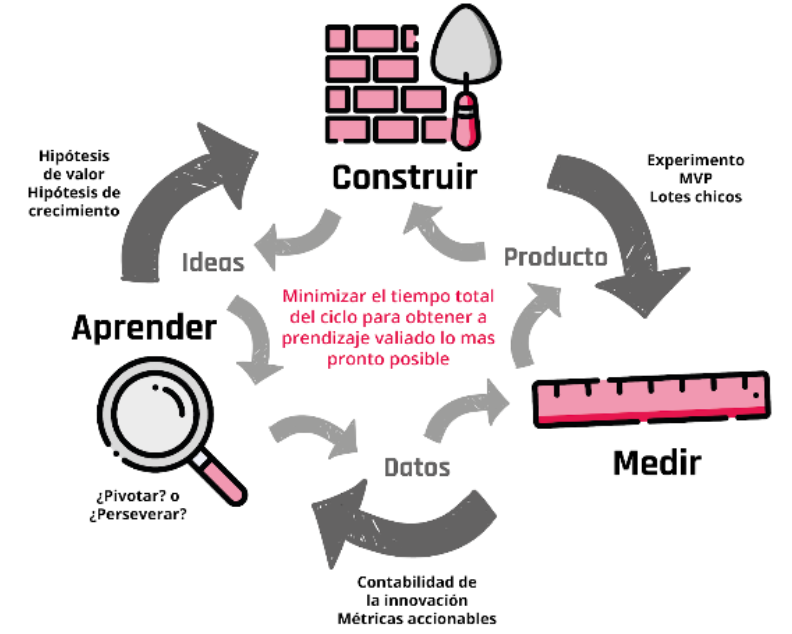 Construir
Hipótesis
de valor
Hipótesis de
crecimiento
Experimento
MVP
Lotes chicos
Ideas
Producto
Minimizar el tiempo total
del ciclo para obtener a
prendizaje valiado lo mas
pronto posible
Aprender
Medir
Datos
¿Pivotar? o
¿Perseverar?
Contabilidad de
la innovación
Métricas accionables